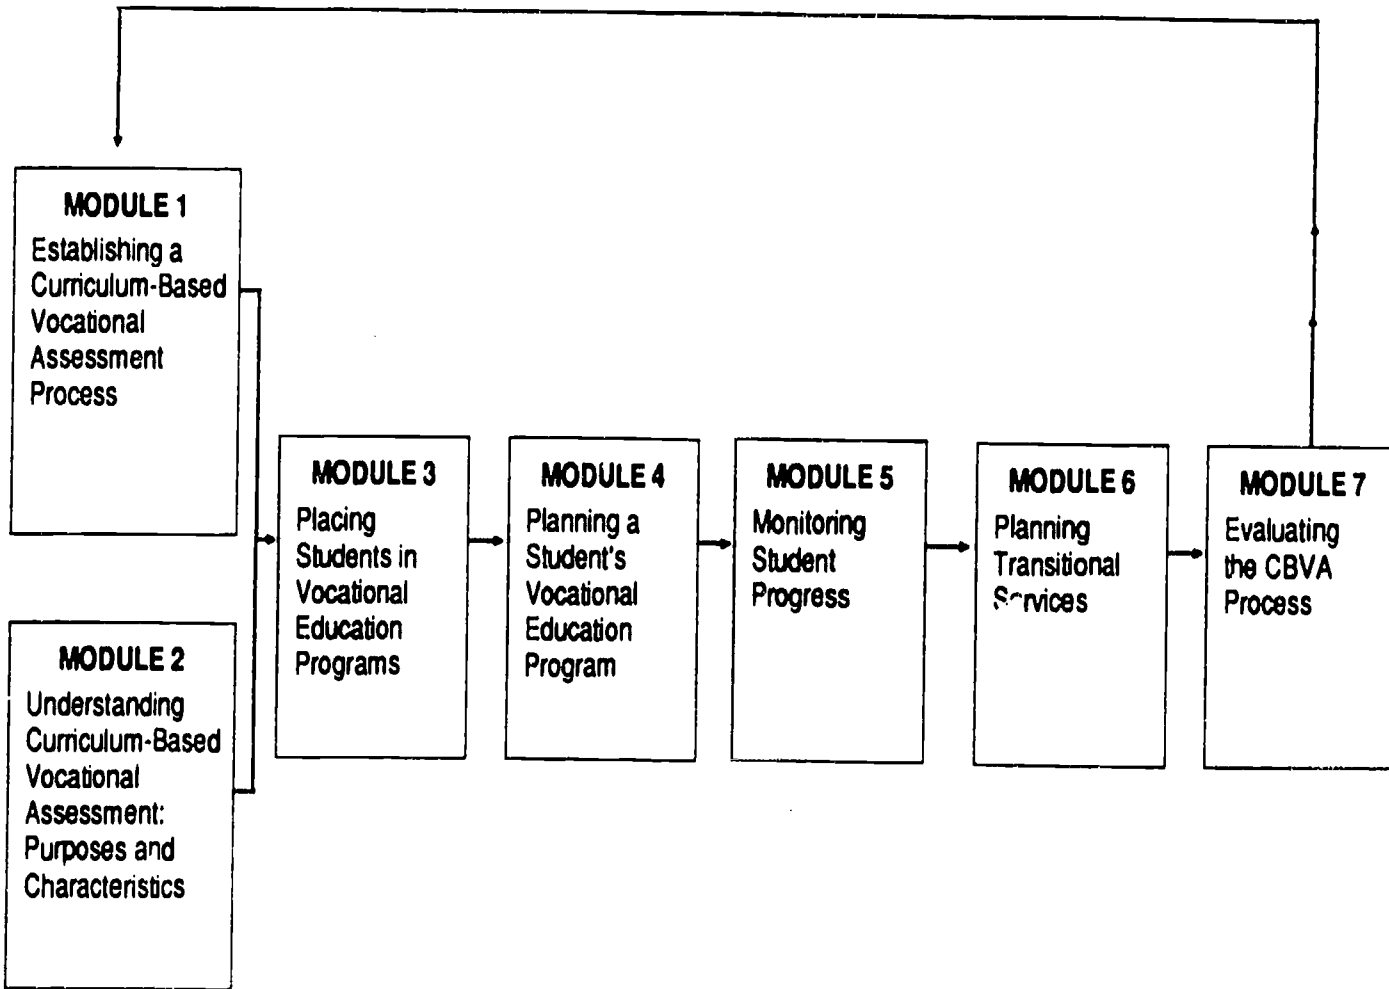 MODULE 1
Establishing a
Curriculum-Based
Vocational
Assessment
Process
MODULE 2
Understanding
Curriculum-Based
Vocational
Assessment:
Purposes and
Characteristics
MODULE 3
Placing
Students in
Vocational
Education
Programs
MODULE 4
Planning a
Student's
Vocational
Education
Program
MODULE 5
Monitoring
Student
Progress
MODULE 6
Planning
Transitional
Services
MODULE 7
Evaluating
the CBVA
Process